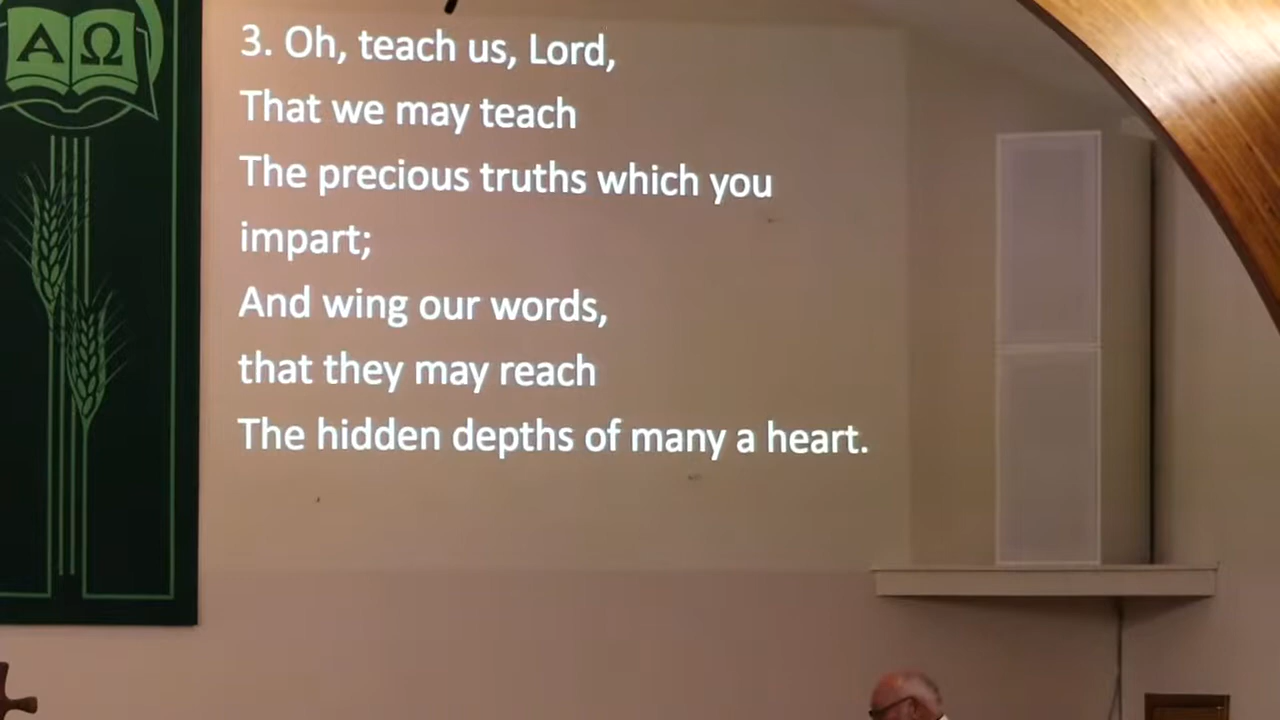 Α Ω
3. Oh, teach us, Lord,
That we may teach
The precious truths which you
impart;
And wing our words,
that they may reach
The hidden depths of many a heart.